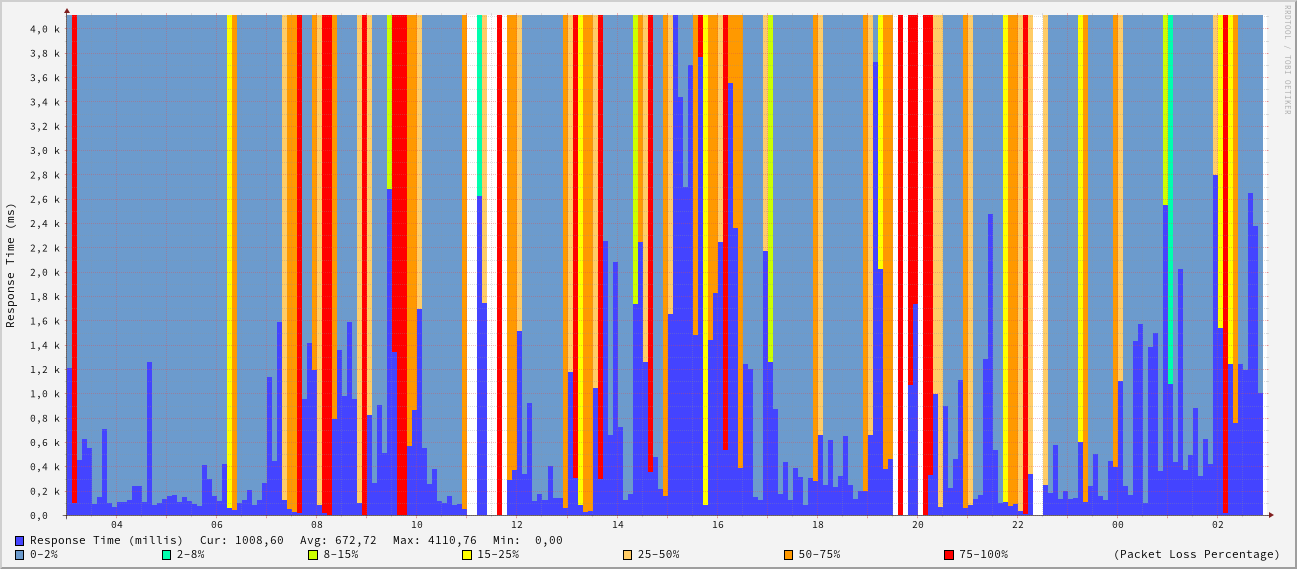 RRDTOOL / TOBI OETIKER
Response Time (ms)
4,0 k
3,8 k
3,6 k
3,4 k
3,2 k
3,0 k
2,8 k
2,6 k
2,4 k
2,2 k
2,0 k
1,8 k
1,6 k
1,4 k
1,2 k
1,0 k
0,8 k
0,6 k
0,4 k
0,2 k
0,0
04 06 08 10 12 14 16 18 20 22 00 02
Response Time (millis) Cur: 1008,60 Avg: 672,72 Max: 4110,76 Min: 0,00
0-2% 2-8% 8-15% 15-25% 25-50% 50-75% 75-100% (Packet Loss Percentage)